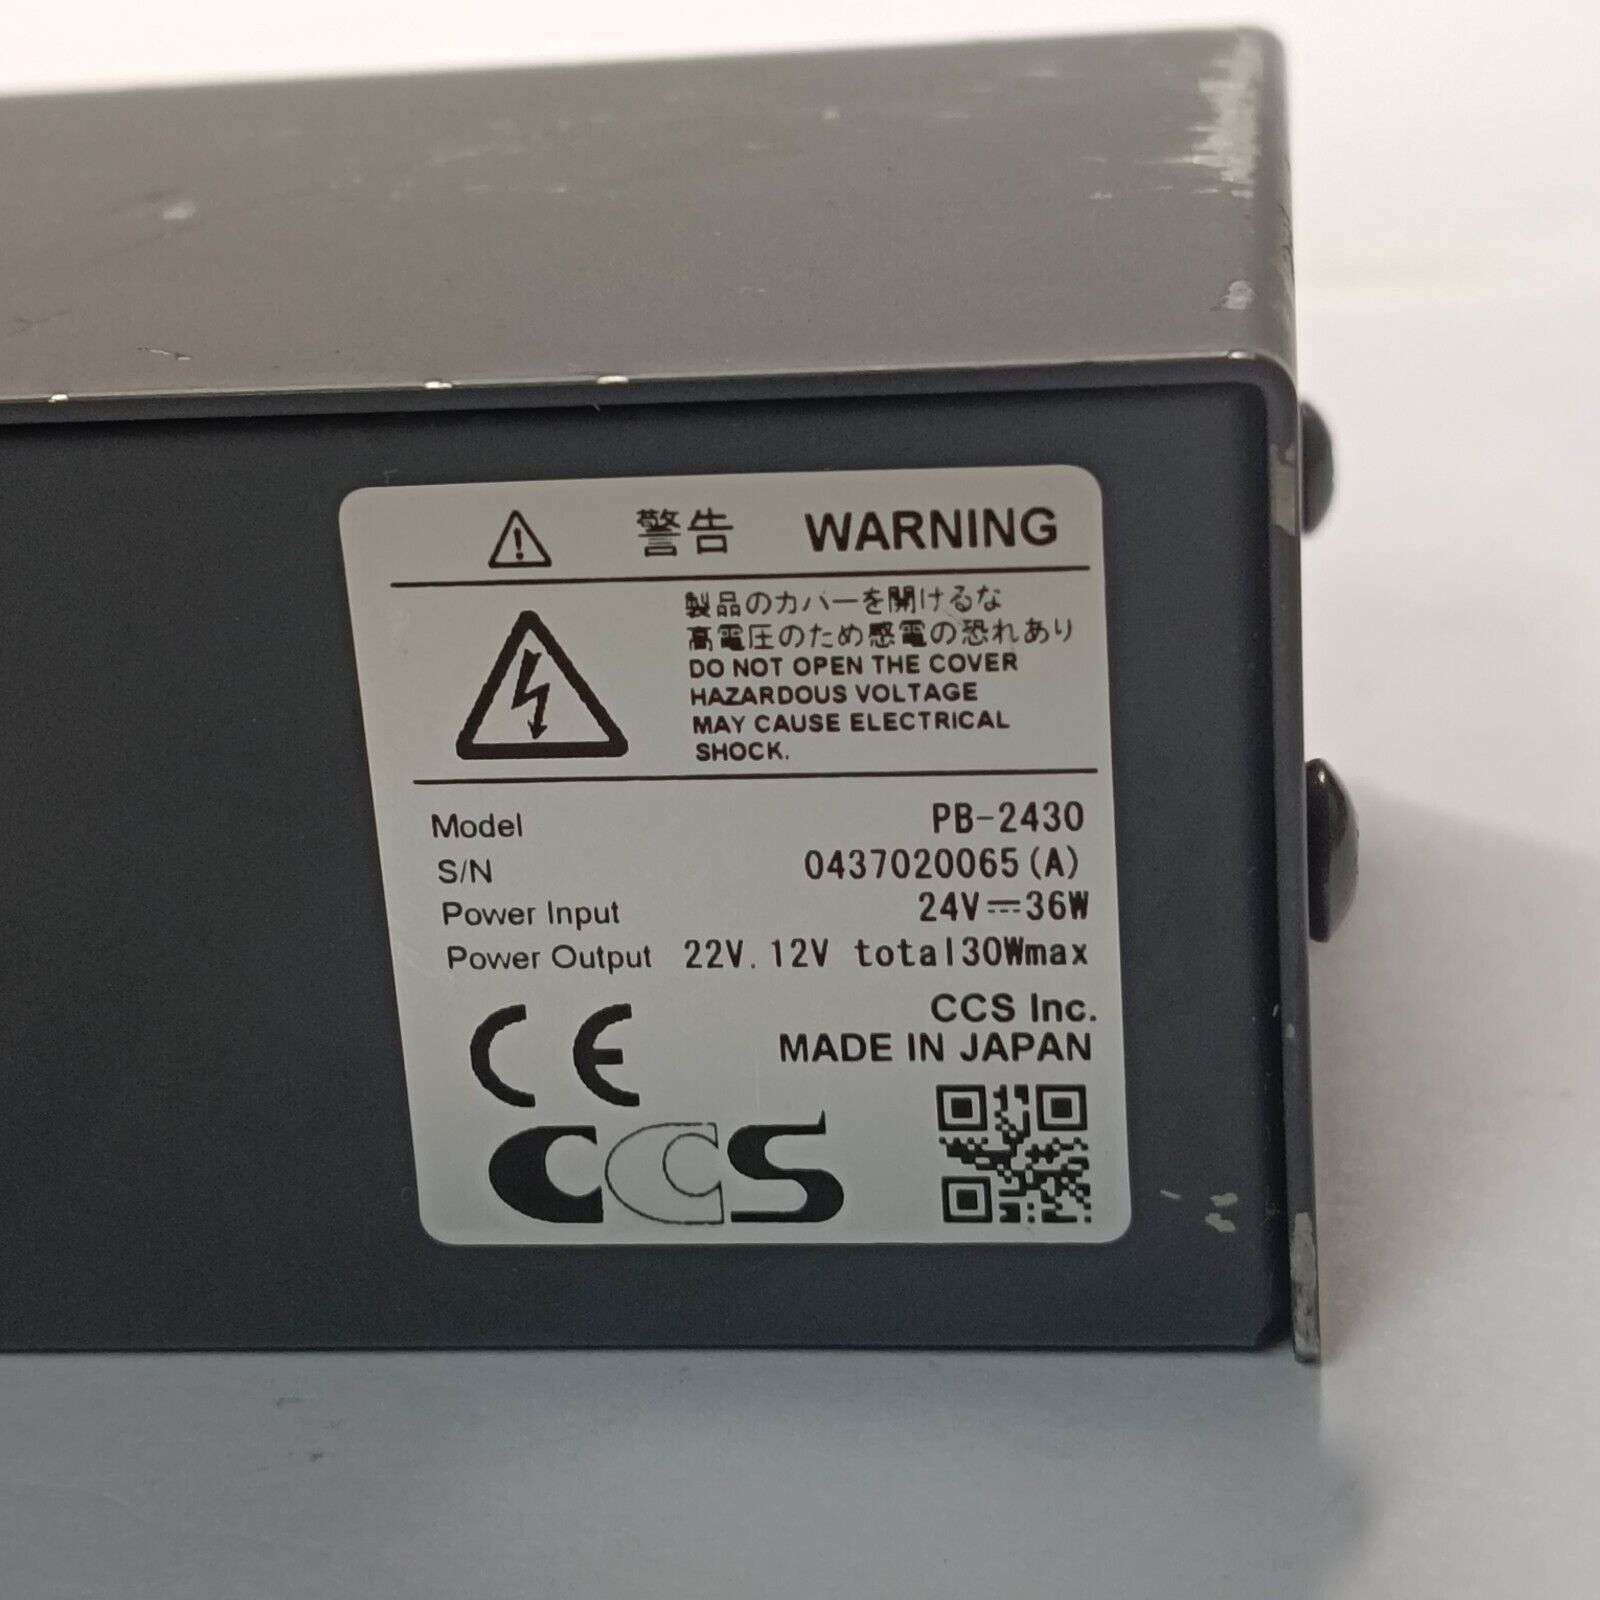 警告 WARNING
製品のカバーを開けるな
高電圧のため感電の恐れあり
DO NOT OPEN THE COVER
HAZARDOUS VOLTAGE
MAY CAUSE ELECTRICAL
SHOCK.
Model PB-2430
S/N 0437020065(A)
Power Input 24V⎓36W
Power Output 22V.12V total30Wmax
CCS Inc.
MADE IN JAPAN
CE
CCS